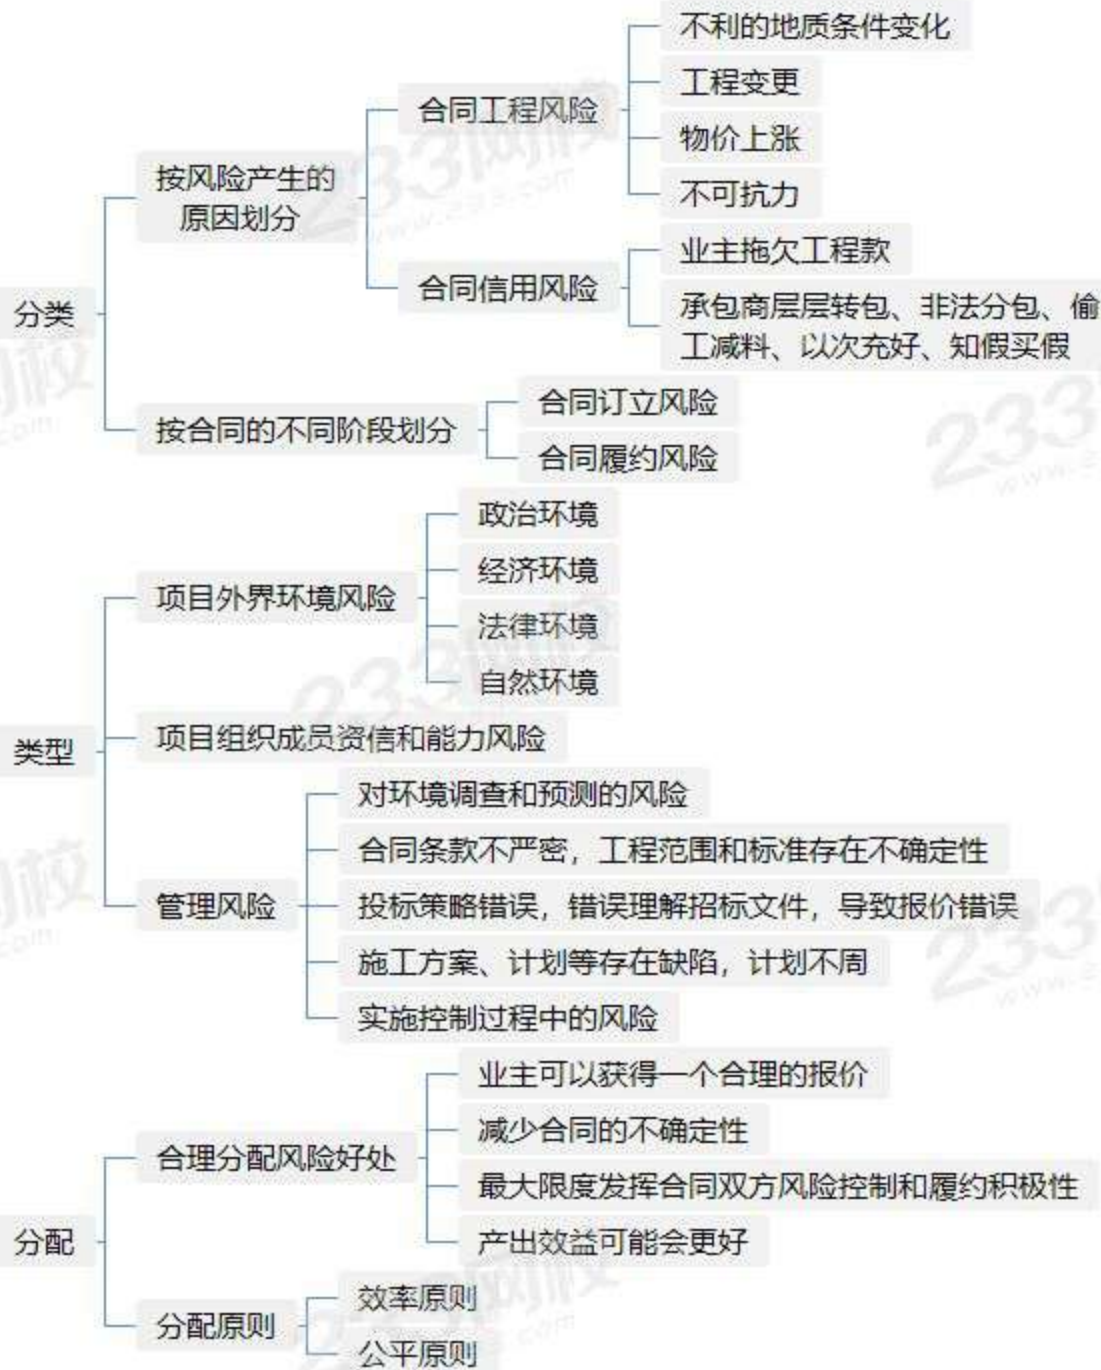 分类
按风险产生的
原因划分
合同工程风险
不利的地质条件变化
工程变更
物价上涨
不可抗力
合同信用风险
业主拖欠工程款
承包商层层转包、非法分包、偷
工减料、以次充好、知假买假
按合同的不同阶段划分
合同订立风险
合同履约风险
类型
项目外界环境风险
政治环境
经济环境
法律环境
自然环境
项目组织成员资信和能力风险
管理风险
对环境调查和预测的风险
合同条款不严密，工程范围和标准存在不确定性
投标策略错误，错误理解招标文件，导致报价错误
施工方案、计划等存在缺陷，计划不周
实施控制过程中的风险
分配
合理分配风险好处
业主可以获得一个合理的报价
减少合同的不确定性
最大限度发挥合同双方风险控制和履约积极性
产出效益可能会更好
分配原则
效率原则
公平原则
233网校
www.233.com